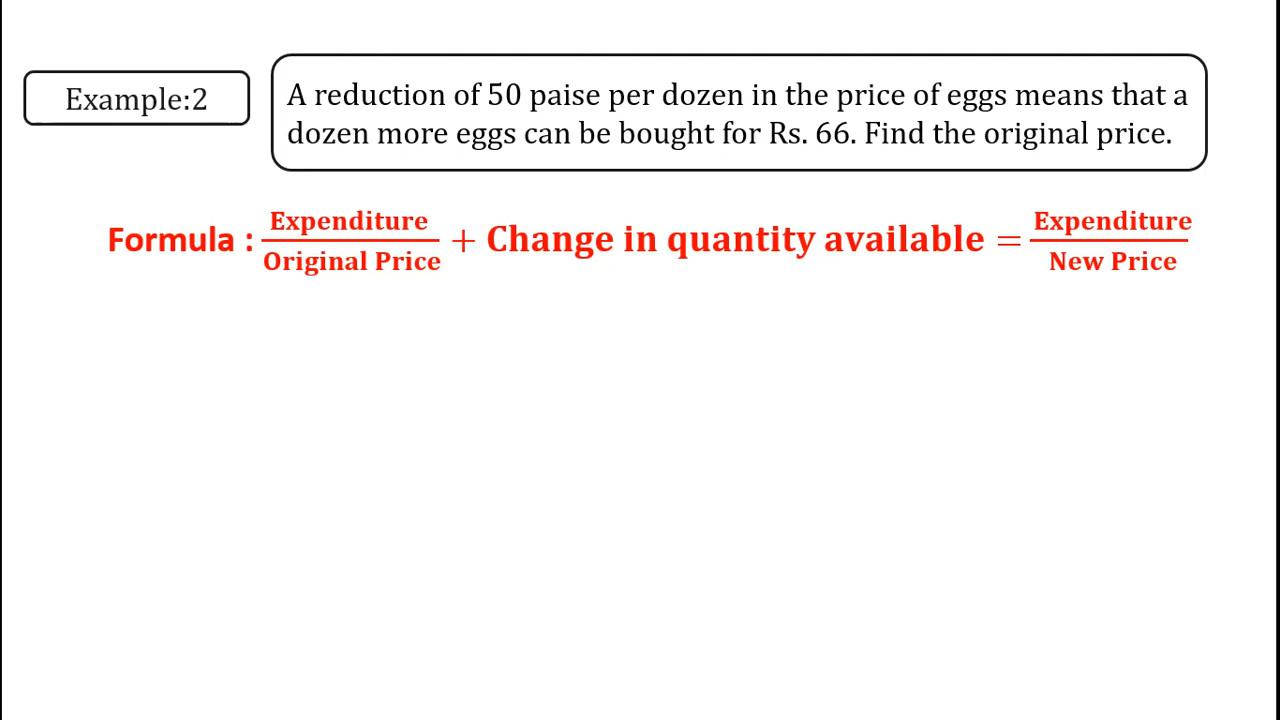 Example:2
A reduction of 50 paise per dozen in the price of eggs means that a
dozen more eggs can be bought for Rs. 66. Find the original price.
Formula : Expenditure/Original Price + Change in quantity available = Expenditure/New Price